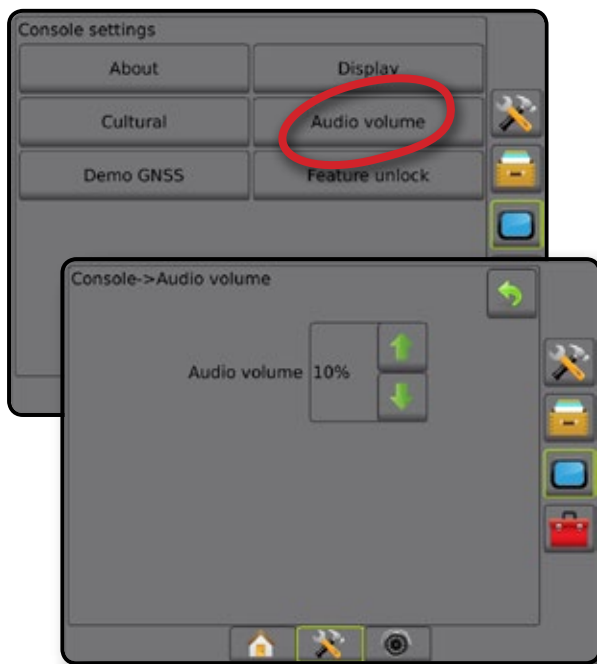 Console settings
About
Display
Cultural
Audio volume
Demo GNSS
Feature unlock
Console->Audio volume
Audio volume 10%